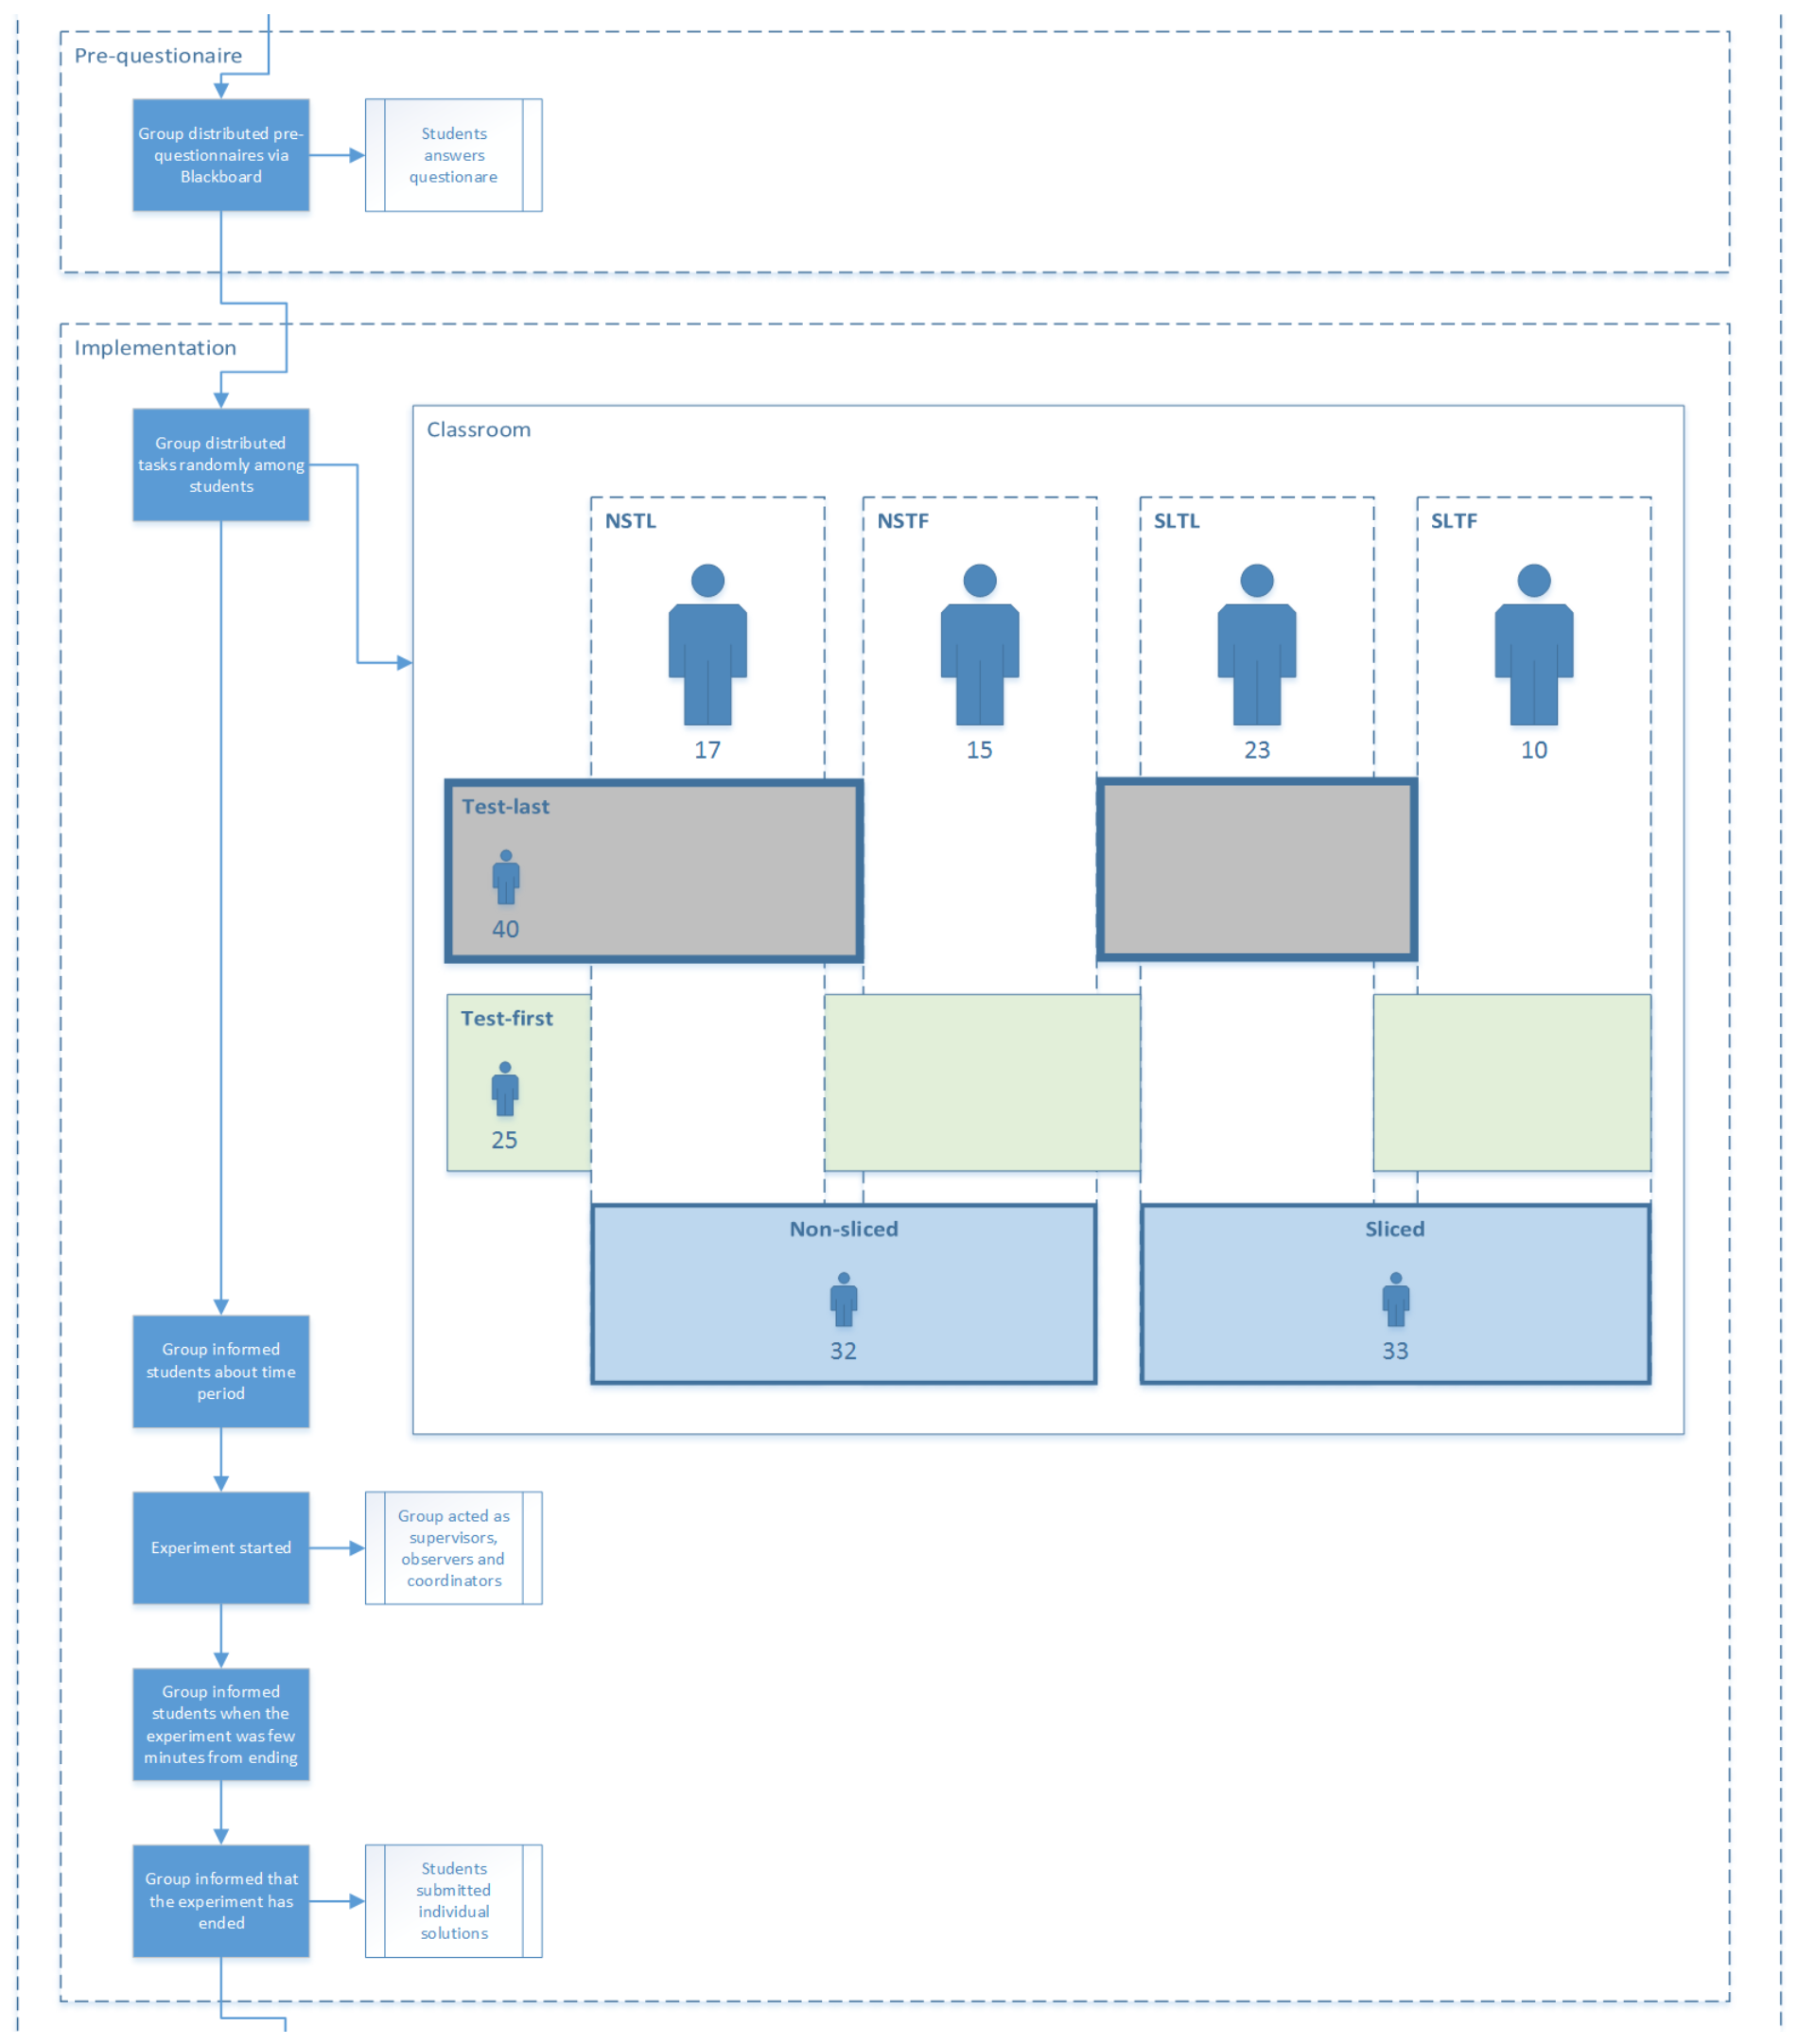 Pre-questionaire
Group distributed pre-
questionnaires via
Blackboard
Students
answers
questionare
Implementation
Group distributed
tasks randomly among
students
Classroom
NSTL
NSTF
SLTL
SLTF
17
15
23
10
Test-last
40
Test-first
25
Non-sliced
32
Sliced
33
Group informed
students about time
period
Experiment started
Group acted as
supervisors,
observers and
coordinators
Group informed
students when the
experiment was few
minutes from ending
Group informed that
the experiment has
ended
Students
submitted
individual
solutions